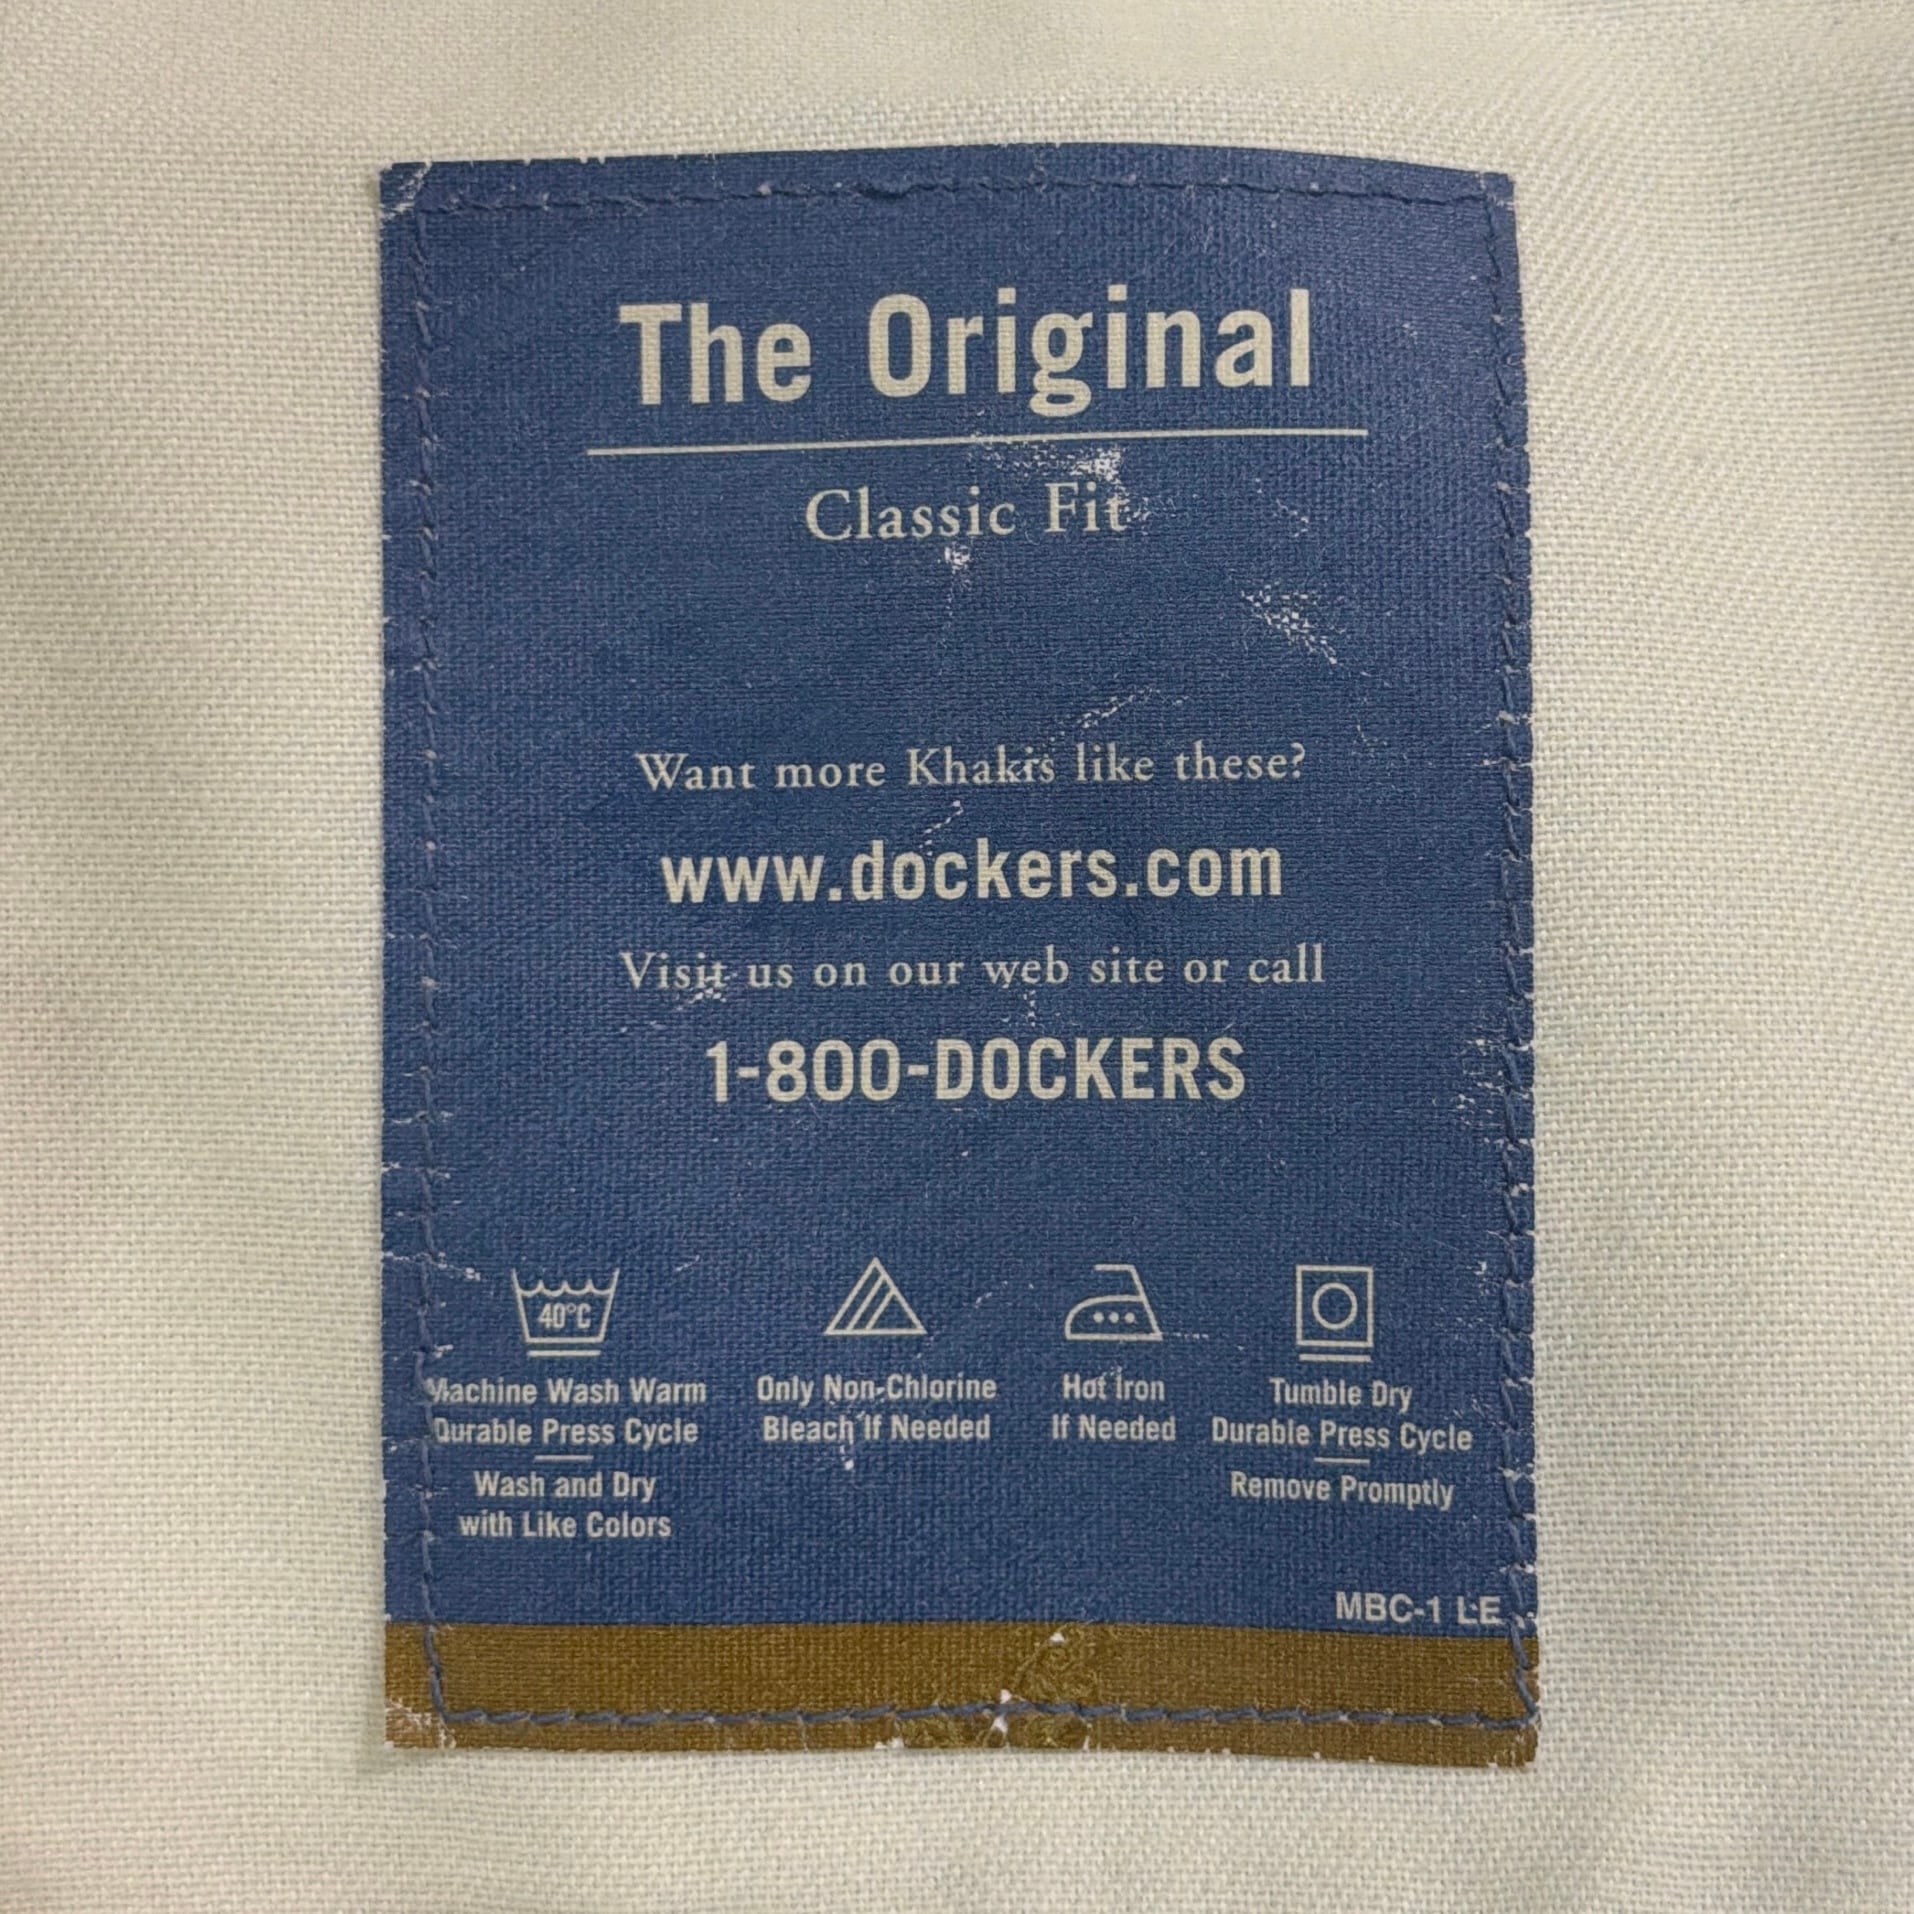 The Original
Classic Fit
Want more Khakis like these?
www.dockers.com
Visit us on our web site or call
1-800-DOCKERS
40°C
Machine Wash Warm
Durable Press Cycle
Wash and Dry
with Like Colors
Only Non-Chlorine
Bleach If Needed
Hot Iron
If Needed
Tumble Dry
Durable Press Cycle
Remove Promptly
MBC-1 LE